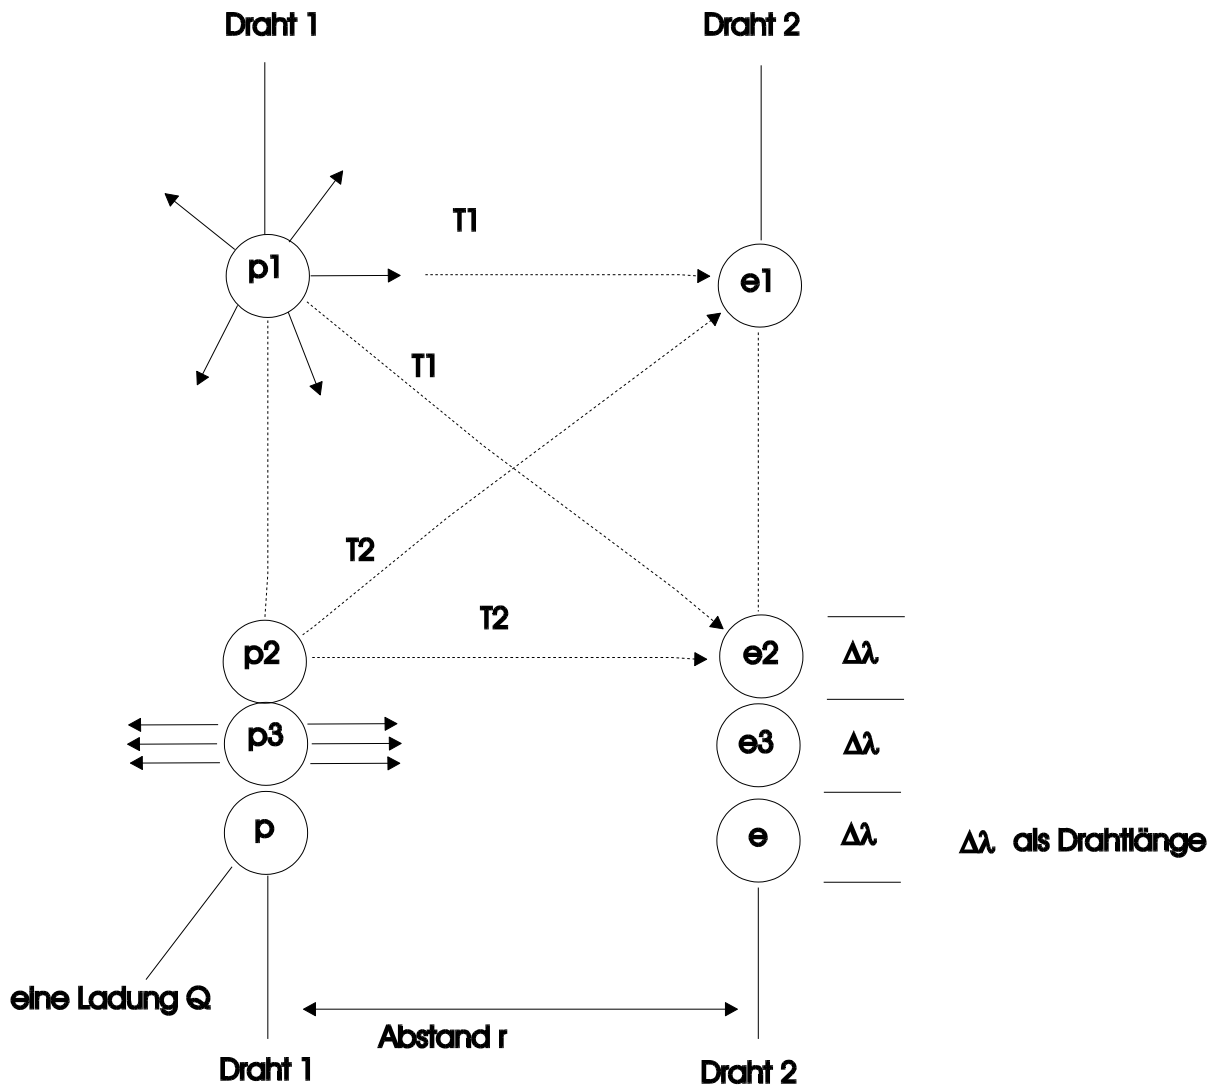 Draht 1
Draht 2
T1
p1
e1
T1
T2
T2
p2
e2
Δλ
p3
e3
Δλ
p
e
Δλ
Δλ als Drahtlänge
eine Ladung Q
Abstand r
Draht 1
Draht 2